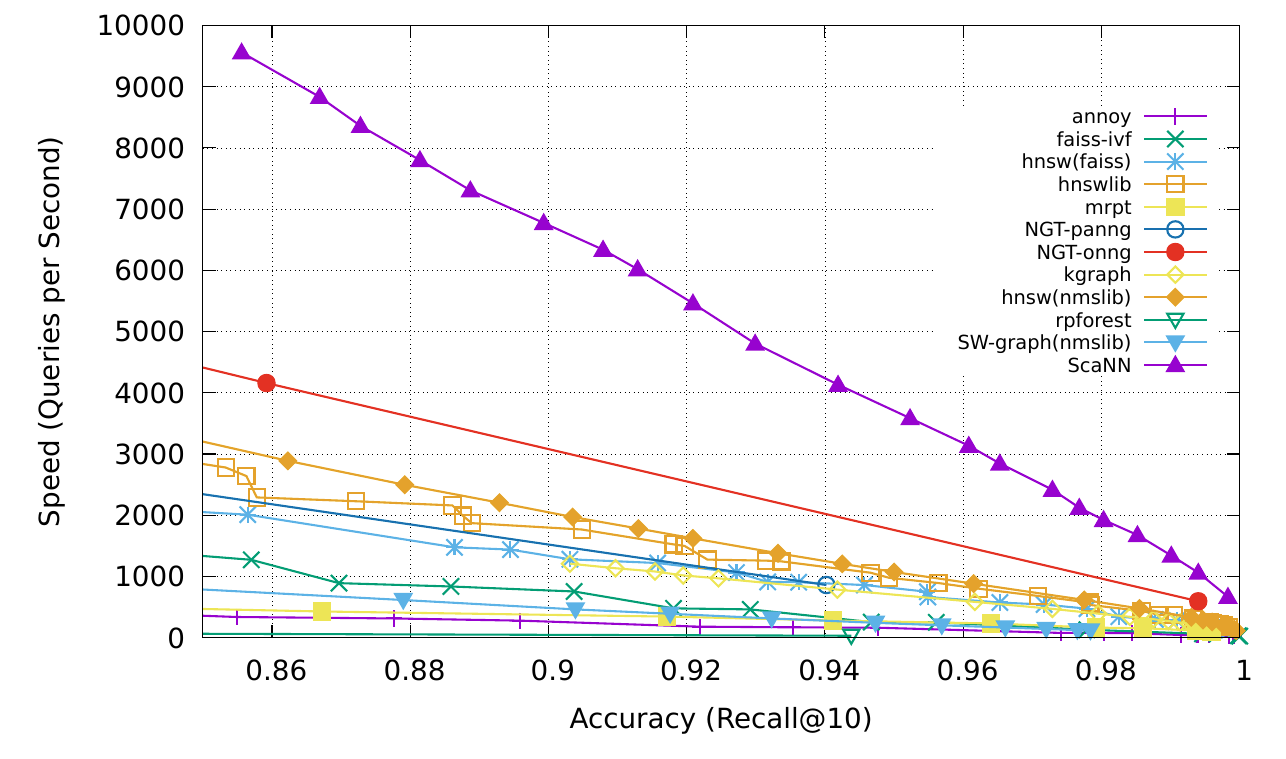 10000
9000
8000
7000
6000
5000
4000
3000
2000
1000
0
Speed (Queries per Second)
annoy
faiss-ivf
hnsw(faiss)
hnswlib
mrpt
NGT-panng
NGT-onng
kgraph
hnsw(nmslib)
rpforest
SW-graph(nmslib)
ScaNN
0.86 0.88 0.9 0.92 0.94 0.96 0.98 1
Accuracy (Recall@10)